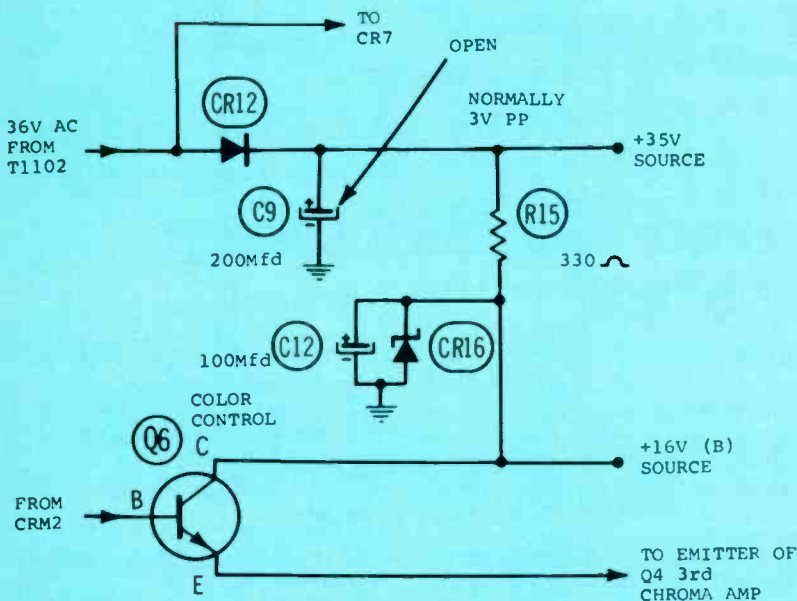 TO
CR7
OPEN
CR12
NORMALLY
3V PP
36V AC
FROM
T1102
+35V
SOURCE
C9
+
-
R15
200Mfd
330
C12
+
-
CR16
100Mfd
COLOR
CONTROL
Q6
C
+16V (B)
SOURCE
FROM
CRM2
B
E
TO EMITTER OF
Q4 3rd
CHROMA AMP